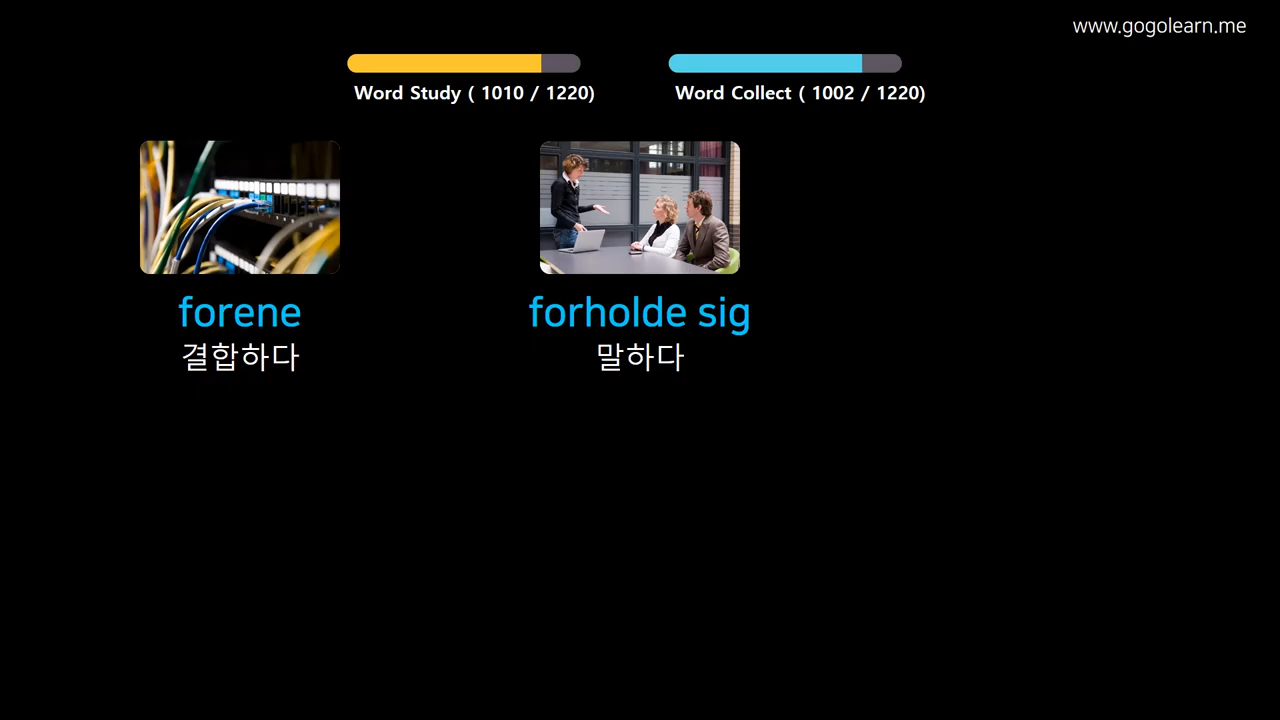 www.gogolearn.me
Word Study ( 1010 / 1220)
Word Collect ( 1002 / 1220)
forene
결합하다
forholde sig
말하다